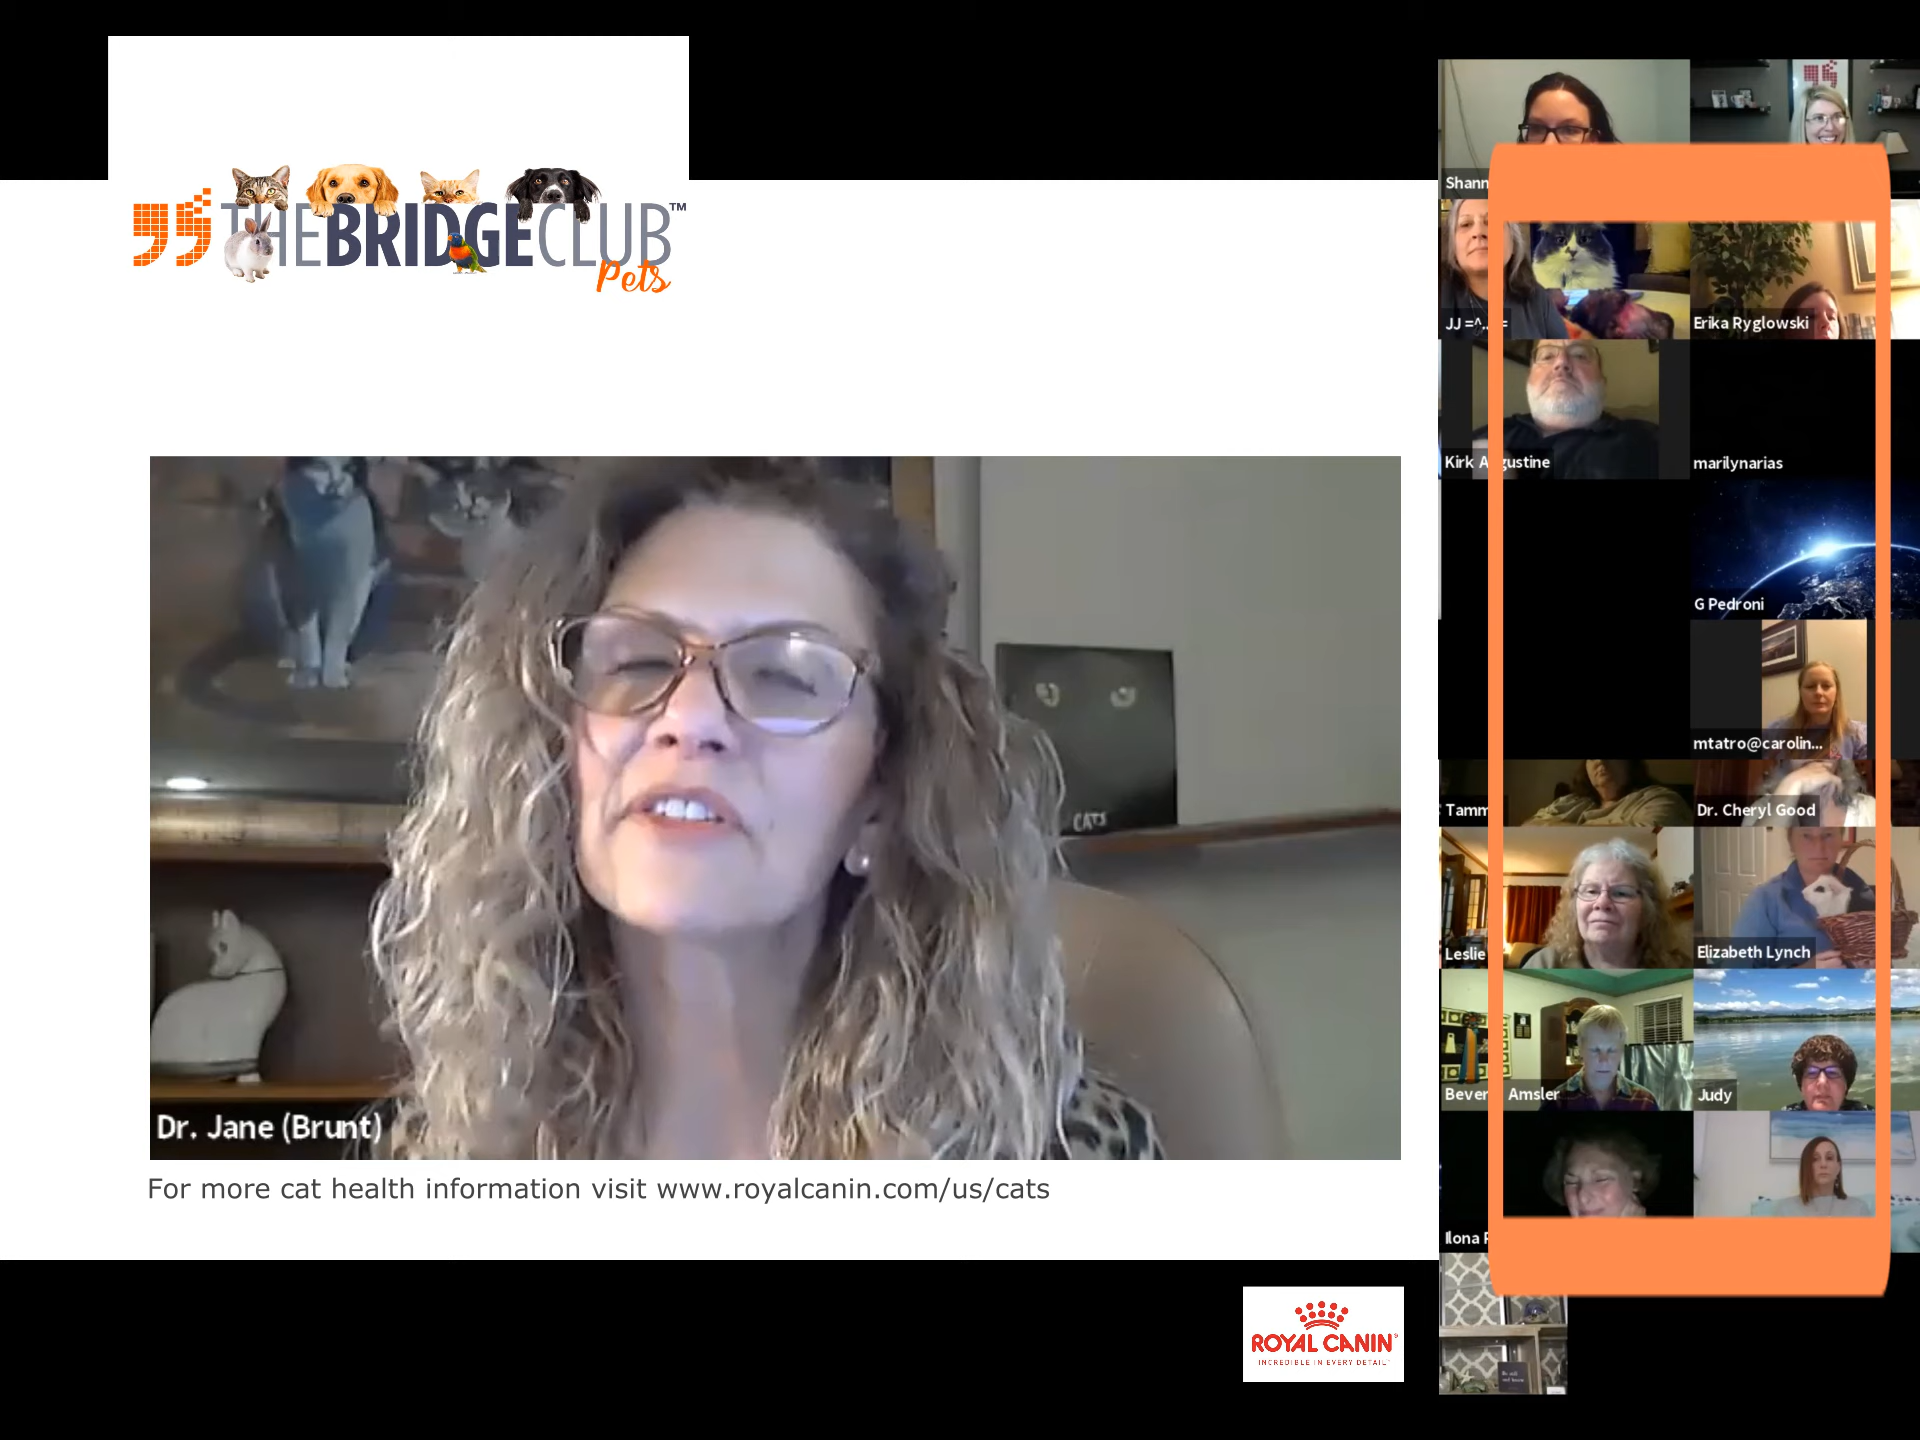 THEBRIDGECLUB™
Pets
CATS
Dr. Jane (Brunt)
For more cat health information visit www.royalcanin.com/us/cats
ROYAL CANIN
INCREDIBLE IN EVERY DETAIL
Shann
JJ =^..^=
Erika Ryglowski
Kirk Augustine
marilynarias
G Pedroni
mtatro@carolin...
Tamm
Dr. Cheryl Good
Leslie
Elizabeth Lynch
Bever
Amsler
Judy
Ilona